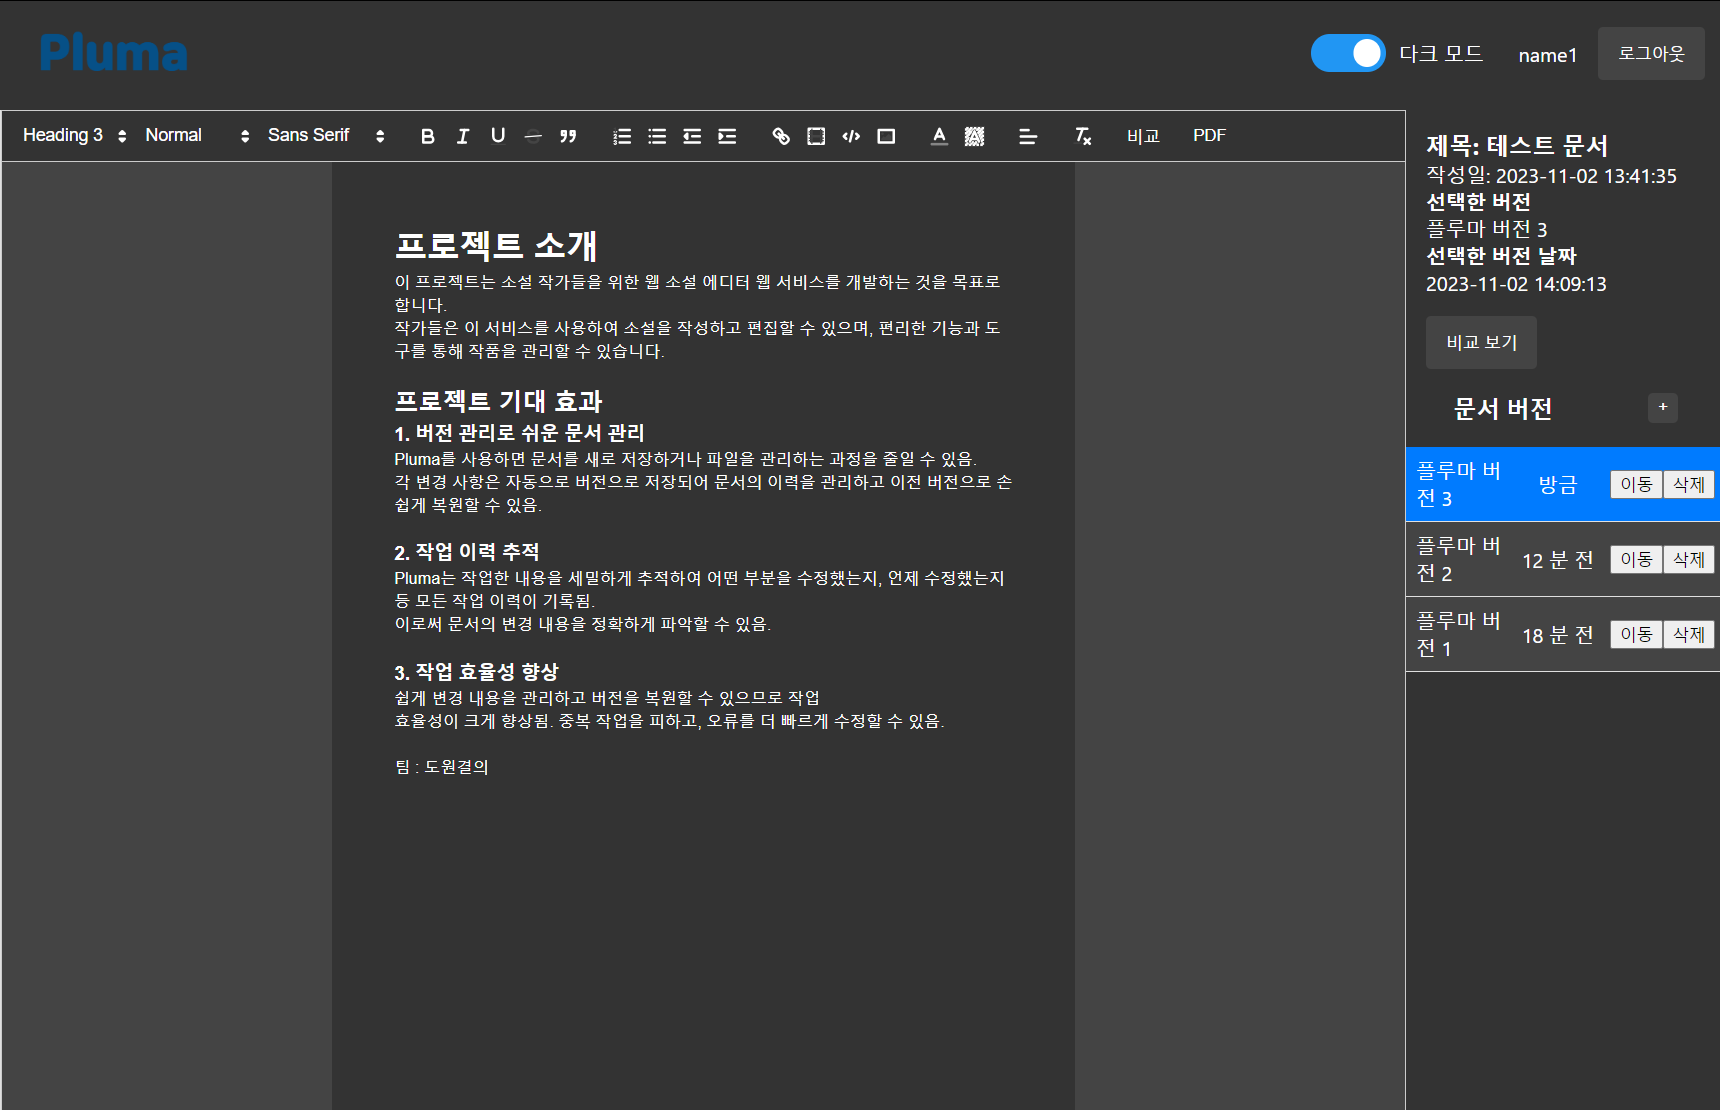 Pluma
다크 모드
name1
로그아웃
Heading 3
Normal
Sans Serif
비교
PDF
프로젝트 소개
이 프로젝트는 소설 작가들을 위한 웹 소설 에디터 웹 서비스를 개발하는 것을 목표로
합니다.
작가들은 이 서비스를 사용하여 소설을 작성하고 편집할 수 있으며, 편리한 기능과 도
구를 통해 작품을 관리할 수 있습니다.
프로젝트 기대 효과
1. 버전 관리로 쉬운 문서 관리
Pluma를 사용하면 문서를 새로 저장하거나 파일을 관리하는 과정을 줄일 수 있음.
각 변경 사항은 자동으로 버전으로 저장되어 문서의 이력을 관리하고 이전 버전으로 손
쉽게 복원할 수 있음.
2. 작업 이력 추적
Pluma는 작업한 내용을 세밀하게 추적하여 어떤 부분을 수정했는지, 언제 수정했는지
등 모든 작업 이력이 기록됨.
이로써 문서의 변경 내용을 정확하게 파악할 수 있음.
3. 작업 효율성 향상
쉽게 변경 내용을 관리하고 버전을 복원할 수 있으므로 작업
효율성이 크게 향상됨. 중복 작업을 피하고, 오류를 더 빠르게 수정할 수 있음.
팀 : 도원결의
제목: 테스트 문서
작성일: 2023-11-02 13:41:35
선택한 버전
플루마 버전 3
선택한 버전 날짜
2023-11-02 14:09:13
비교 보기
문서 버전
+
플루마 버
전 3
방금
이동
삭제
플루마 버
전 2
12 분 전
이동
삭제
플루마 버
전 1
18 분 전
이동
삭제